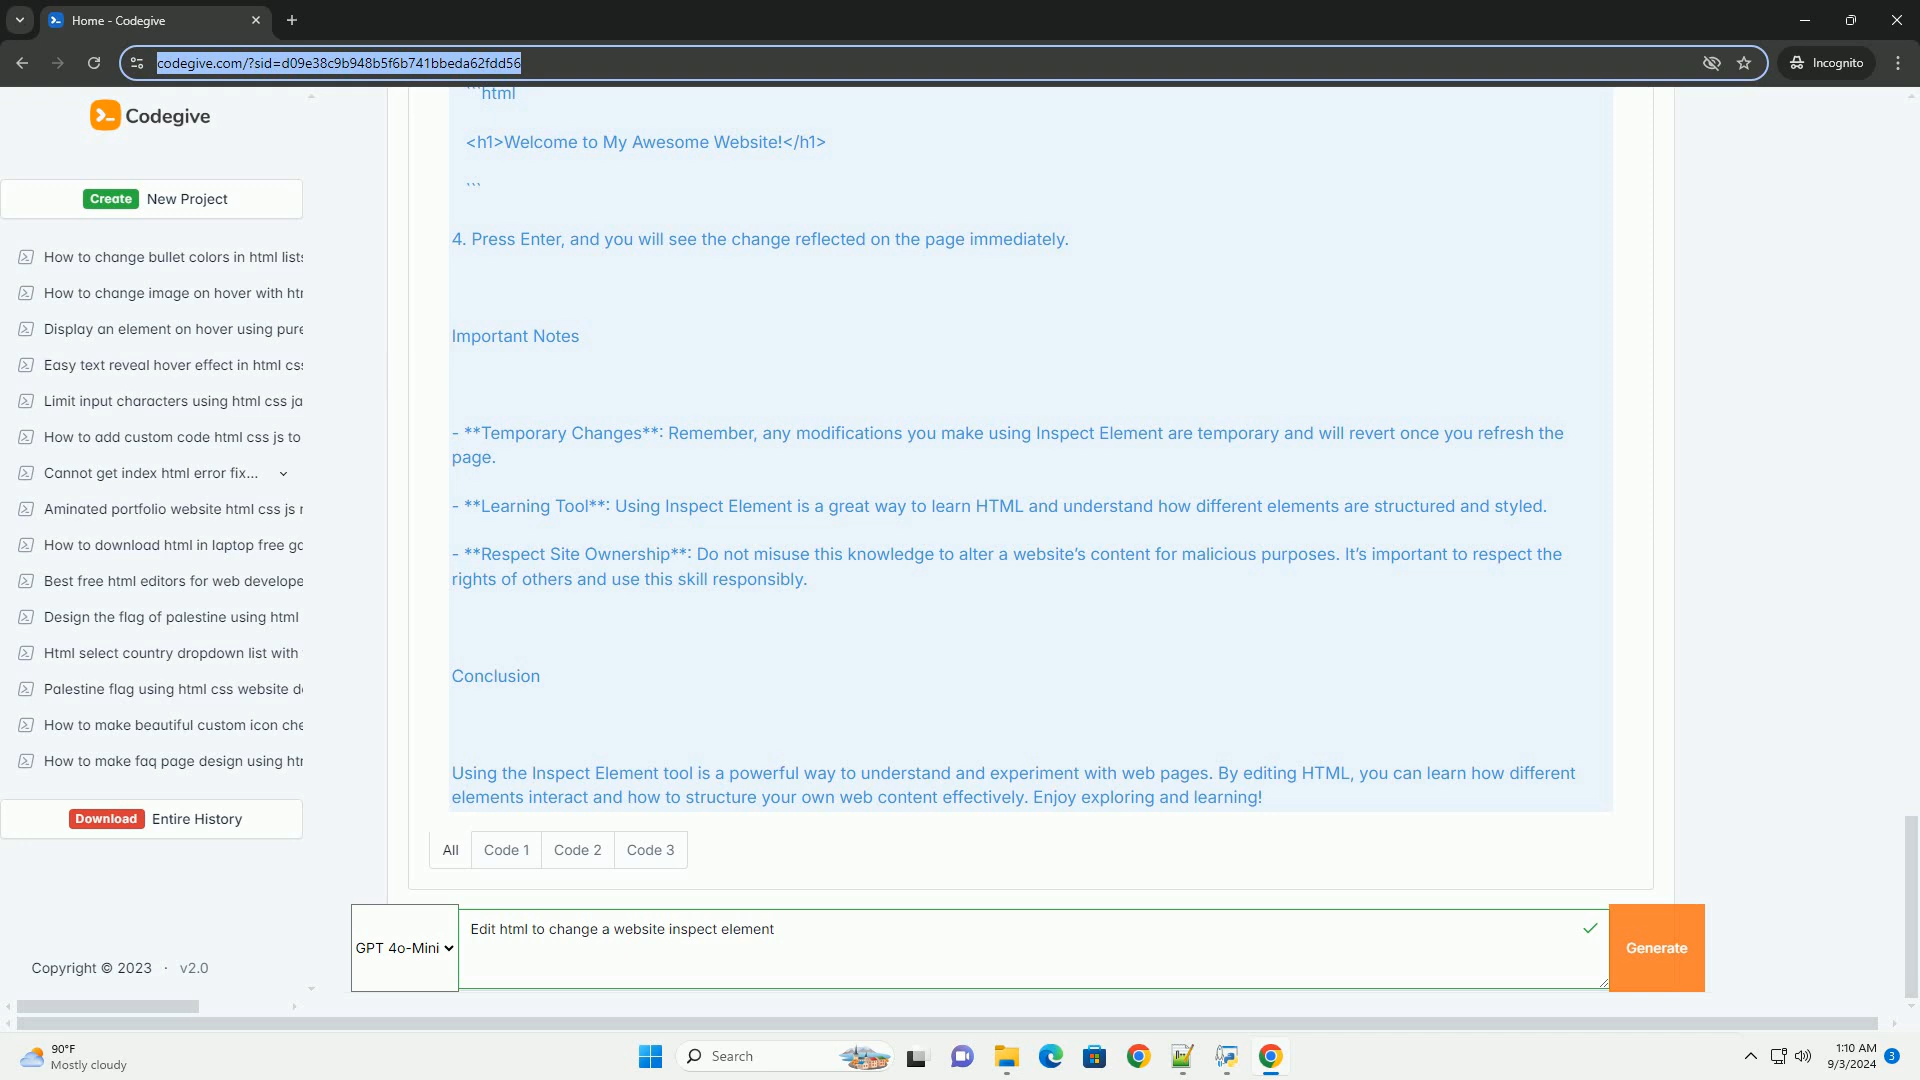 Home - Codegive
codegive.com/?sid=d09e38c9b948b5f6b741bbeda62fdd56
Incognito
Codegive
Create New Project
How to change bullet colors in html lists
How to change image on hover with htr
Display an element on hover using pure
Easy text reveal hover effect in html css
Limit input characters using html css ja
How to add custom code html css js to
Cannot get index html error fix...
Aminated portfolio website html css js r
How to download html in laptop free go
Best free html editors for web develope
Design the flag of palestine using html
Html select country dropdown list with
Palestine flag using html css website de
How to make beautiful custom icon che
How to make faq page design using htr
Download Entire History
Copyright © 2023 · v2.0
```html
<h1>Welcome to My Awesome Website!</h1>
```
4. Press Enter, and you will see the change reflected on the page immediately.
Important Notes
- **Temporary Changes**: Remember, any modifications you make using Inspect Element are temporary and will revert once you refresh the
page.
- **Learning Tool**: Using Inspect Element is a great way to learn HTML and understand how different elements are structured and styled.
- **Respect Site Ownership**: Do not misuse this knowledge to alter a website’s content for malicious purposes. It’s important to respect the
rights of others and use this skill responsibly.
Conclusion
Using the Inspect Element tool is a powerful way to understand and experiment with web pages. By editing HTML, you can learn how different
elements interact and how to structure your own web content effectively. Enjoy exploring and learning!
All Code 1 Code 2 Code 3
GPT 4o-Mini
Edit html to change a website inspect element
Generate
90°F
Mostly cloudy
Search
1:10 AM
9/3/2024
3